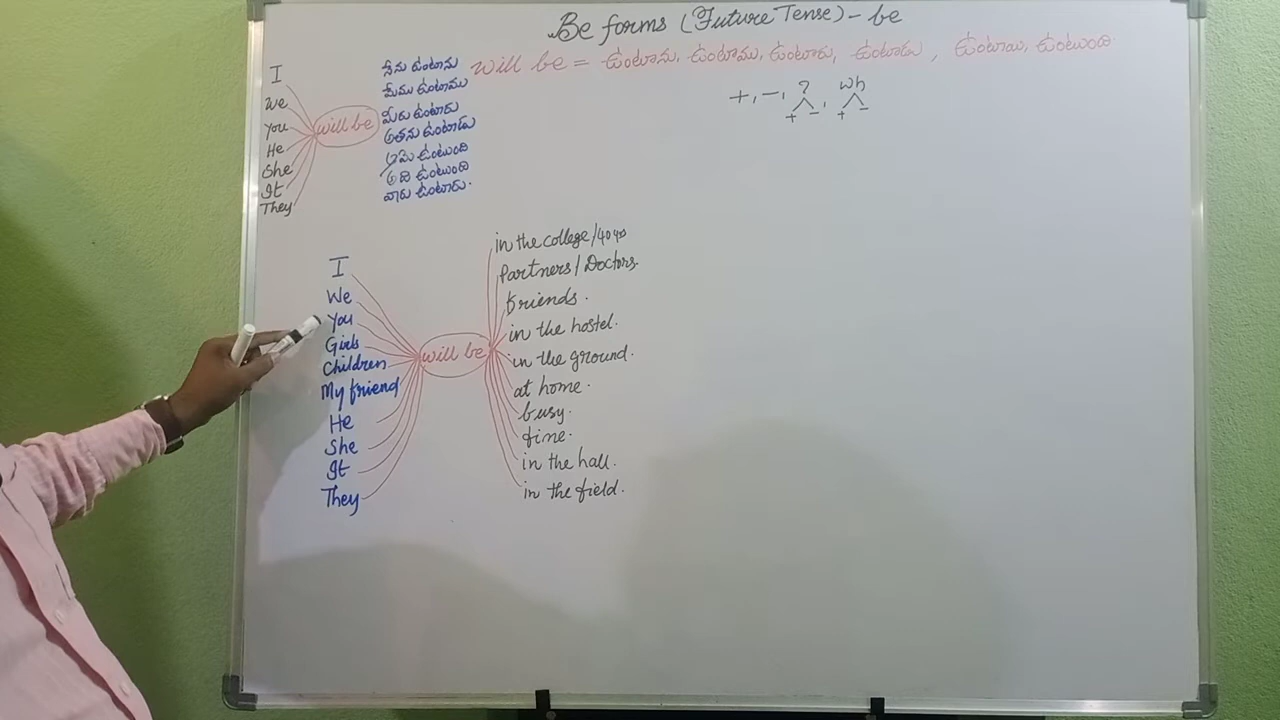 Be forms (Future Tense) - be
will be = ఉంటాను, ఉంటాము, ఉంటారు, ఉంటాడు, ఉంటాయి, ఉంటుంది
I
We
You
He
She
It
They
will be
నేను ఉంటాను
మేము ఉంటాము
మీరు ఉంటారు
అతను ఉంటాడు
ఆమె ఉంటుంది
అది ఉంటుంది
వారు ఉంటారు.
+, -, ?, Wh
+ - + -
I
We
You
Girls
Children
My friend
He
She
It
They
will be
in the college/40 yrs
Partners/Doctors.
friends.
in the hostel.
in the ground.
at home.
busy.
fine.
in the hall.
in the field.